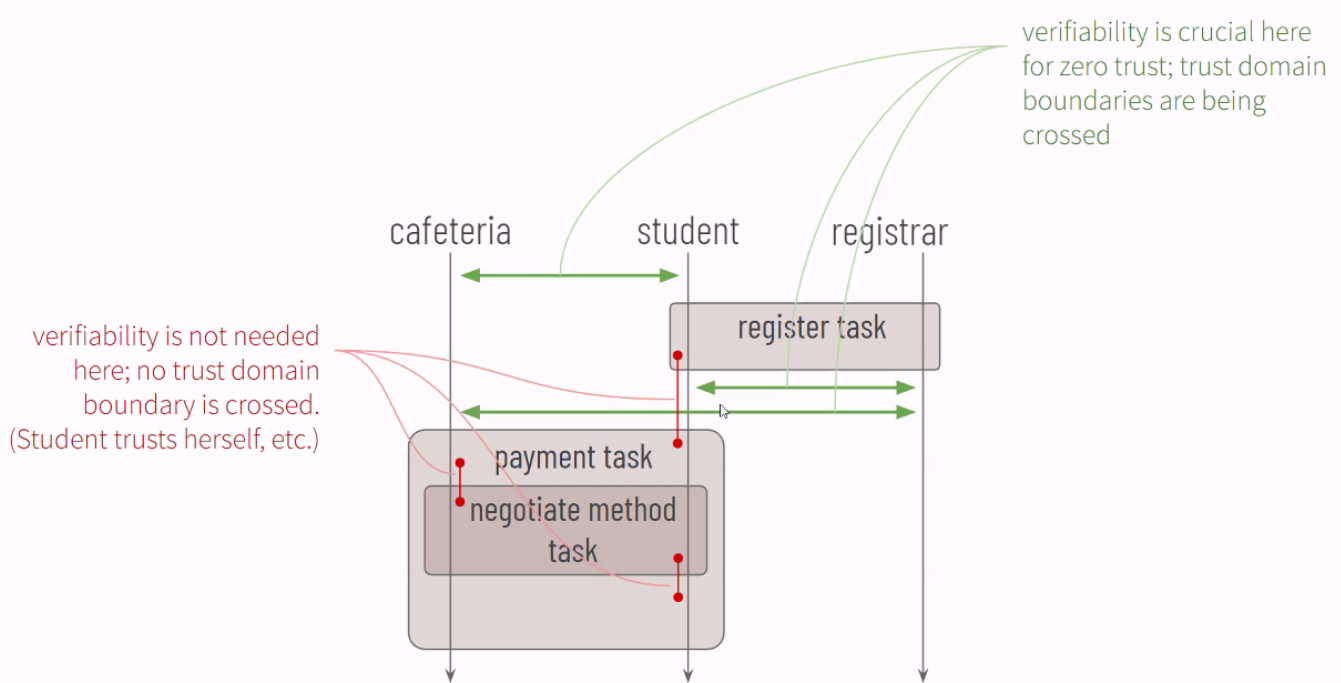 verifiability is crucial here
for zero trust; trust domain
boundaries are being
crossed
cafeteria
student
registrar
register task
verifiability is not needed
here; no trust domain
boundary is crossed.
(Student trusts herself, etc.)
payment task
negotiate method
task